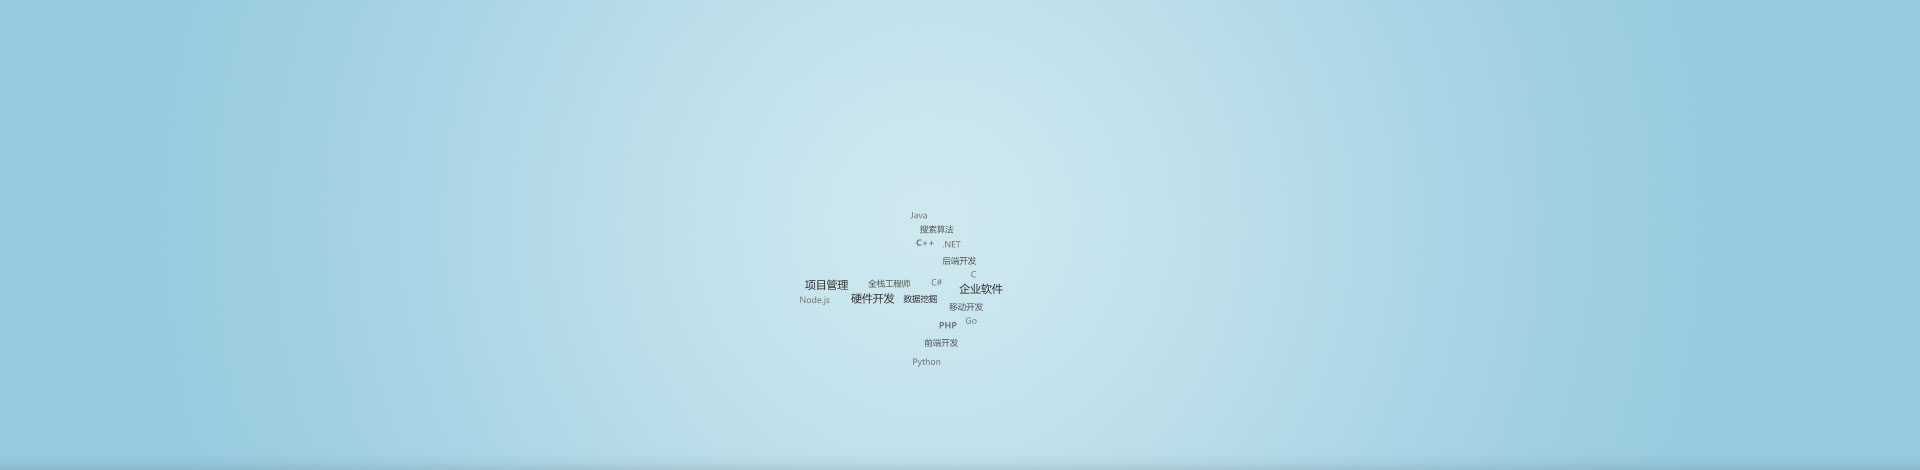 Java
搜索算法
C++ .NET
后端开发
C
项目管理 全栈工程师 C# 企业软件
Node.js 硬件开发 数据挖掘
移动开发
PHP Go
前端开发
Python